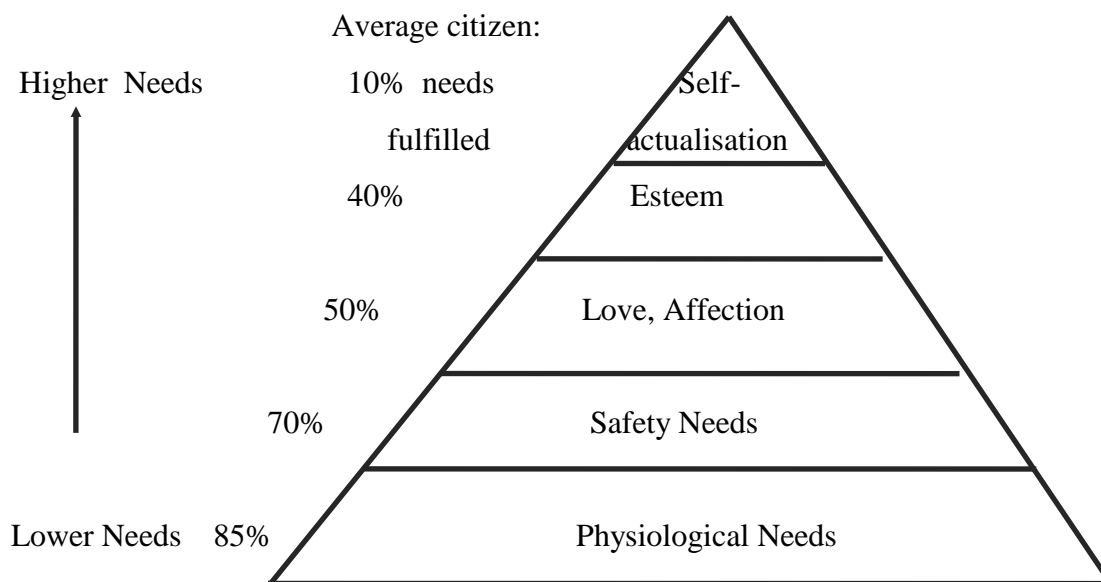 Average citizen:
Higher Needs 10% needs Self-
fulfilled actualisation
40% Esteem
50% Love, Affection
70% Safety Needs
Lower Needs 85% Physiological Needs